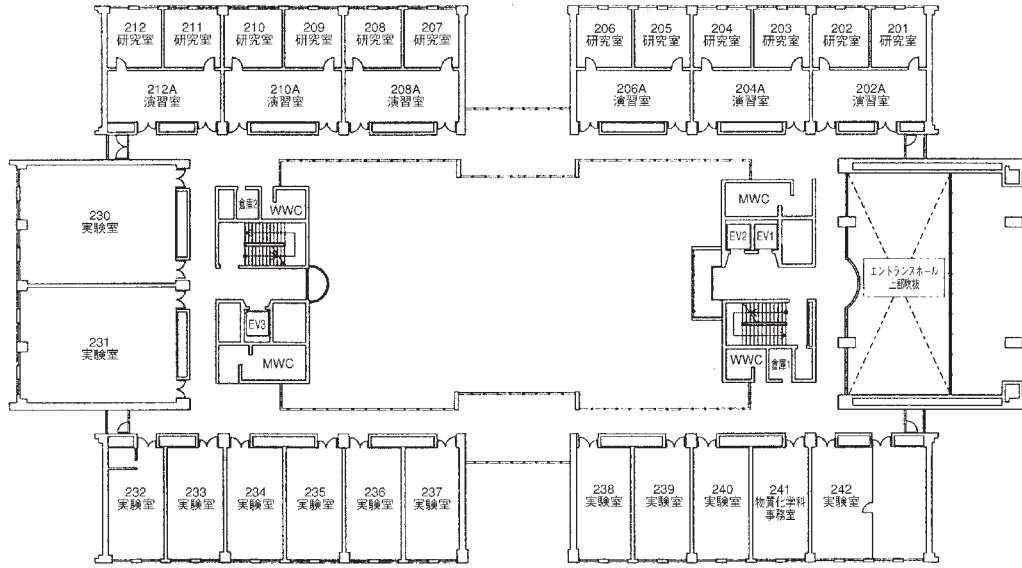 212
研究室
211
研究室
210
研究室
209
研究室
208
研究室
207
研究室
206
研究室
205
研究室
204
研究室
203
研究室
202
研究室
201
研究室
212A
演習室
210A
演習室
208A
演習室
206A
演習室
204A
演習室
202A
演習室
230
実験室
倉庫2
WWC
MWC
EV2
EV1
エントランスホール
上部吹抜
231
実験室
EV3
MWC
WWC
倉庫1
232
実験室
233
実験室
234
実験室
235
実験室
236
実験室
237
実験室
238
実験室
239
実験室
240
実験室
241
物質化学科
事務室
242
実験室